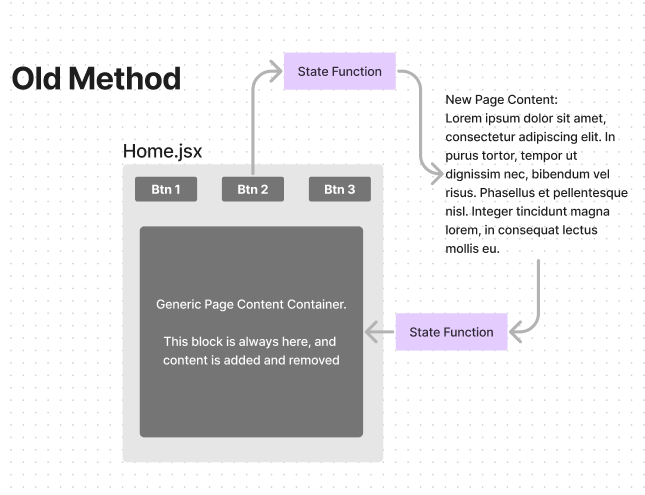 Old Method
State Function
New Page Content:
Lorem ipsum dolor sit amet,
consectetur adipiscing elit. In
purus tortor, tempor ut
dignissim nec, bibendum vel
risus. Phasellus et pellentesque
nisl. Integer tincidunt magna
lorem, in consequat lectus
mollis eu.
Home.jsx
Btn 1
Btn 2
Btn 3
Generic Page Content Container.
This block is always here, and
content is added and removed
State Function